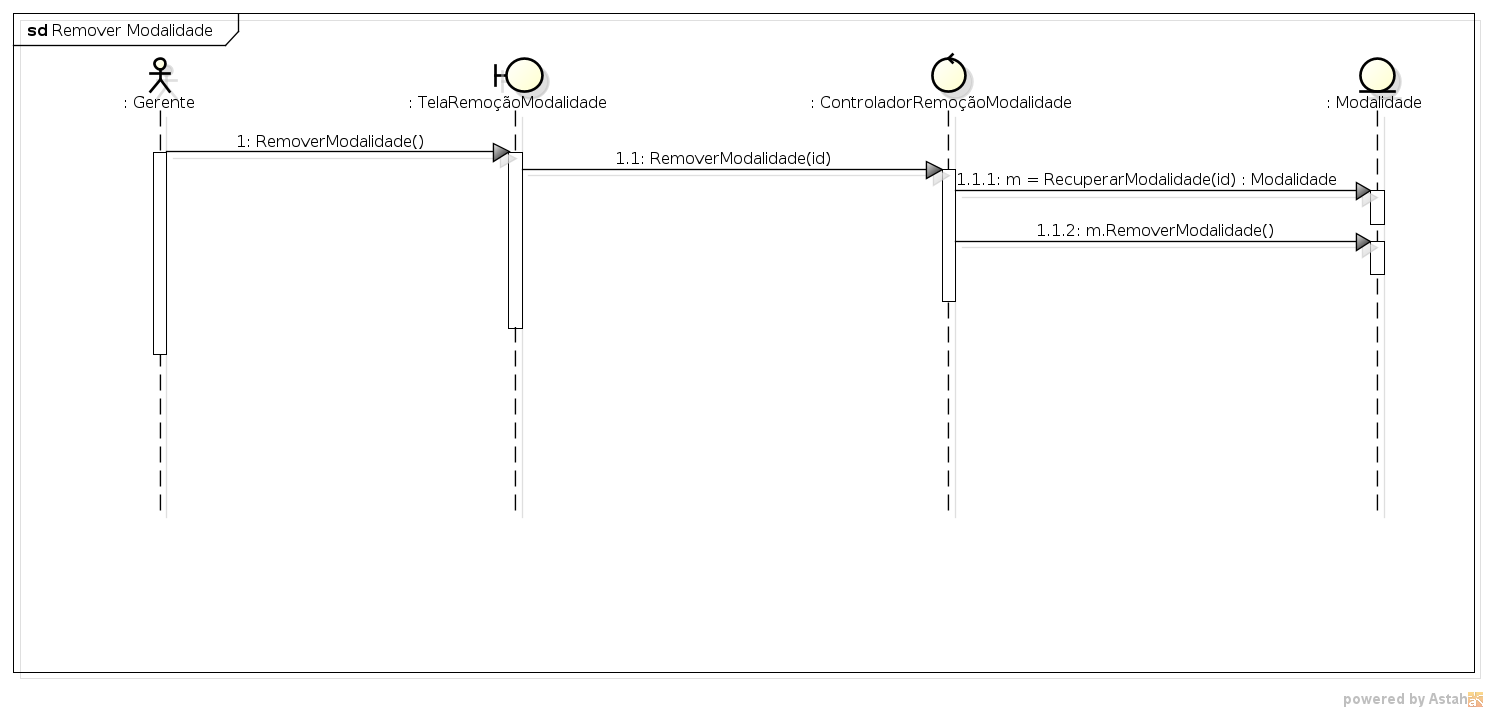 sd Remover Modalidade
: Gerente
: TelaRemoçãoModalidade
: ControladorRemoçãoModalidade
: Modalidade
1: RemoverModalidade()
1.1: RemoverModalidade(id)
1.1.1: m = RecuperarModalidade(id) : Modalidade
1.1.2: m.RemoverModalidade()
powered by Astah